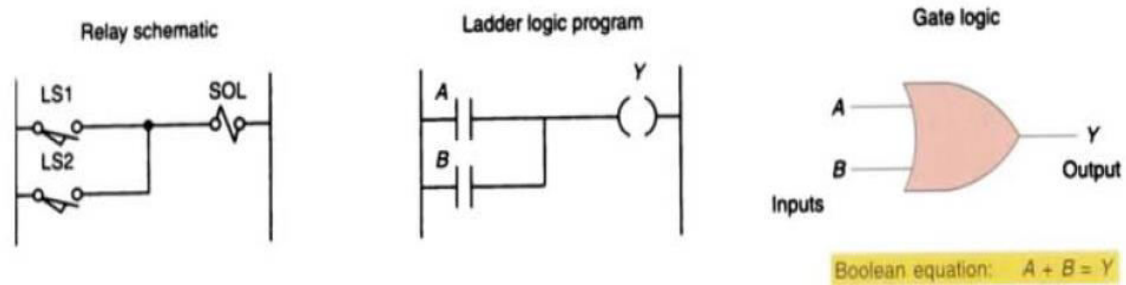 Relay schematic
LS1
SOL
LS2
Ladder logic program
A
Y
B
Gate logic
A
Y
B
Output
Inputs
Boolean equation: A + B = Y